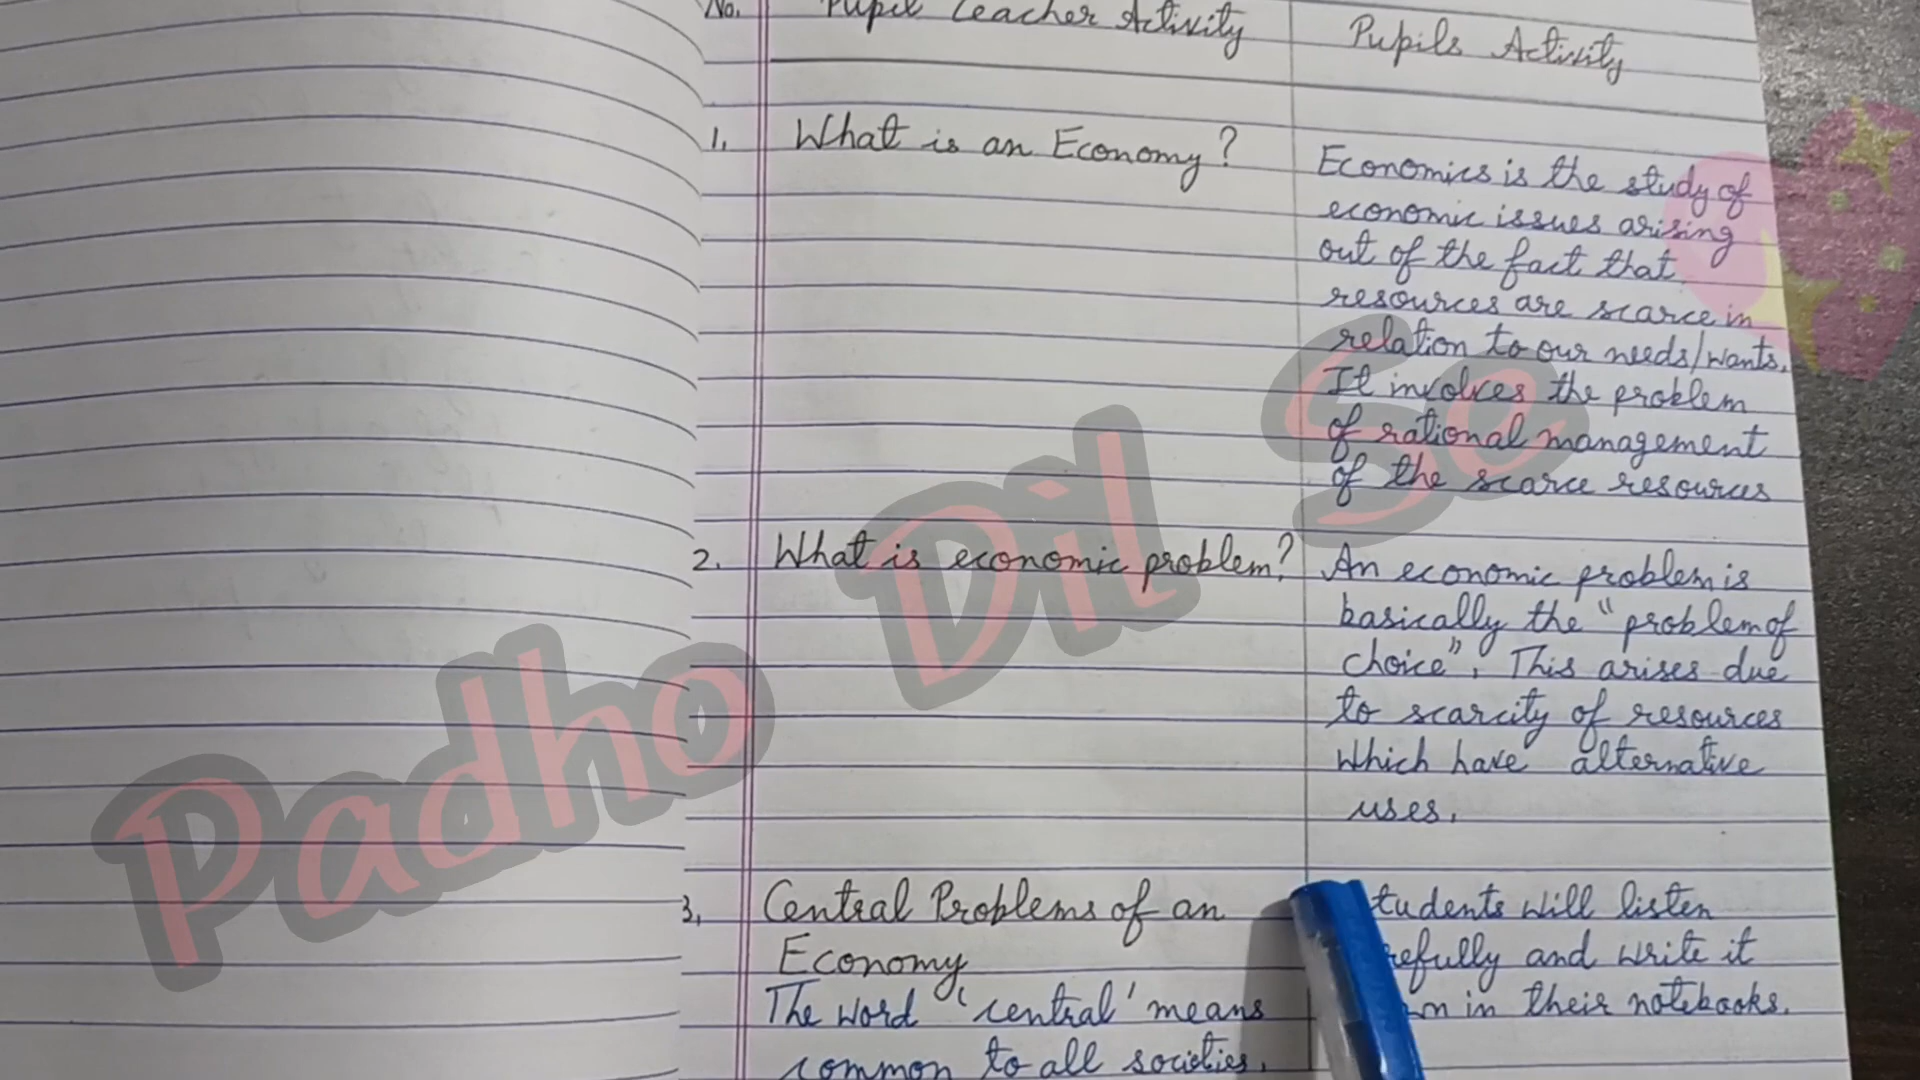 No. Pupil Teacher Activity Pupils Activity
1. What is an Economy?
Economics is the study of
economic issues arising
out of the fact that
resources are scarce in
relation to our needs/wants.
It involves the problem
of rational management
of the scarce resources
2. What is economic problem?
An economic problem is
basically the "problem of
choice". This arises due
to scarcity of resources
which have alternative
uses.
3. Central Problems of an
Economy
The word 'central' means
common to all societies.
tudents will listen
refully and write it
in their notebooks.
Padho Dil Se